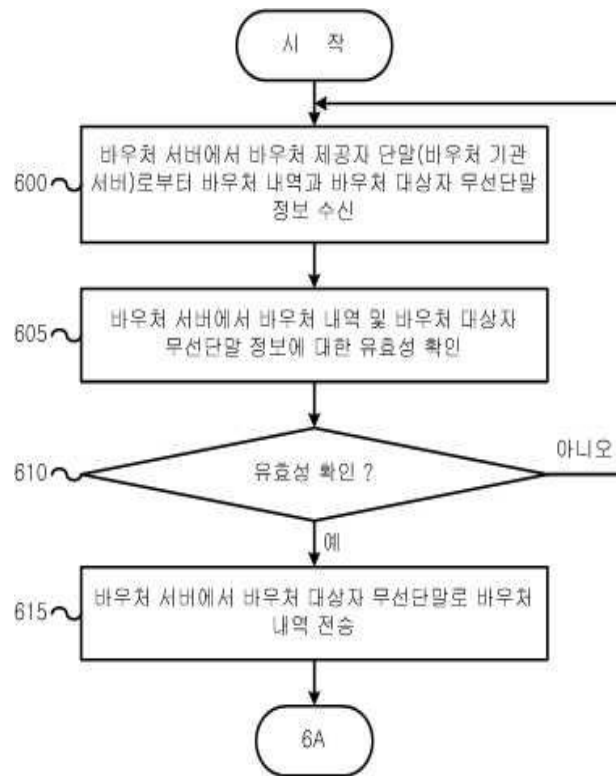 시 작
바우처 서버에서 바우처 제공자 단말(바우처 기관
600 서버)로부터 바우처 내역과 바우처 대상자 무선단말
정보 수신
바우처 서버에서 바우처 내역 및 바우처 대상자
605
무선단말 정보에 대한 유효성 확인
아니오
610 유효성 확인 ?
예
바우처 서버에서 바우처 대상자 무선단말로 바우처
615
내역 전송
6A